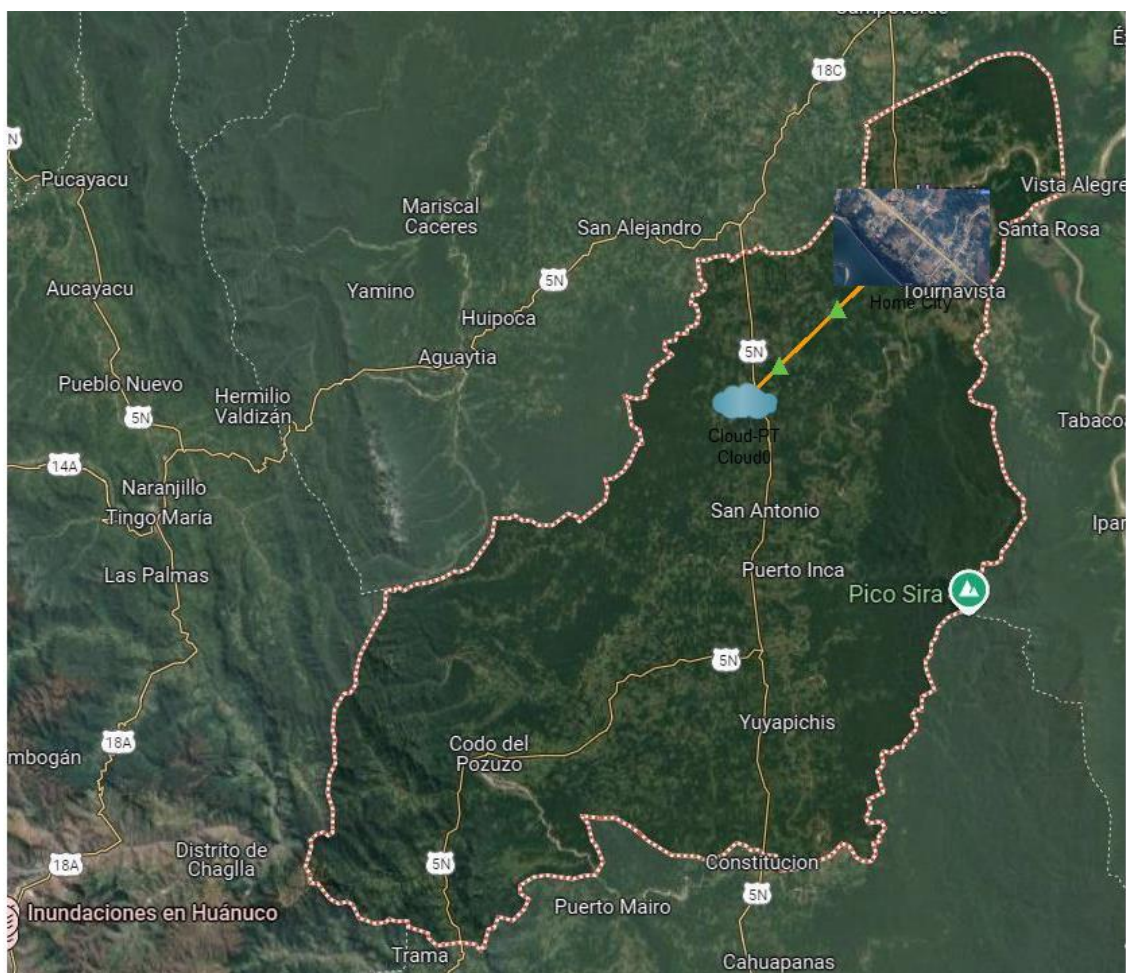 18C
N
Pucayacu
Mariscal
Caceres
San Alejandro
Vista Alegre
Santa Rosa
5N
Aucayacu
Yamino
Huipoca
Tournavista
Home City
Aguaytia
5N
Pueblo Nuevo
5N
Hermilio
Valdizán
Cloud-PT
Cloud0
14A
Naranjillo
Tingo María
San Antonio
Las Palmas
Puerto Inca
Pico Sira
5N
Yuyapichis
18A
Codo del
Pozuzo
mbogán
Distrito de
Chaglla
18A
5N
Constitucion
5N
Puerto Mairo
Inundaciones en Huánuco
Trama
Cahuapanas